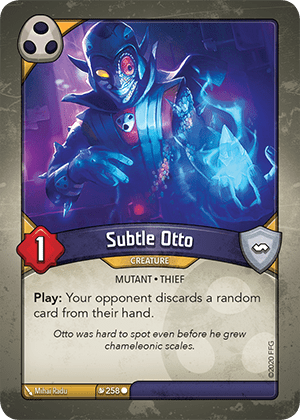 Subtle Otto
1
CREATURE
MUTANT • THIEF
Play: Your opponent discards a random
card from their hand.
Otto was hard to spot even before he grew
chameleonic scales.
©2020 FFG
Mihai Radu
258